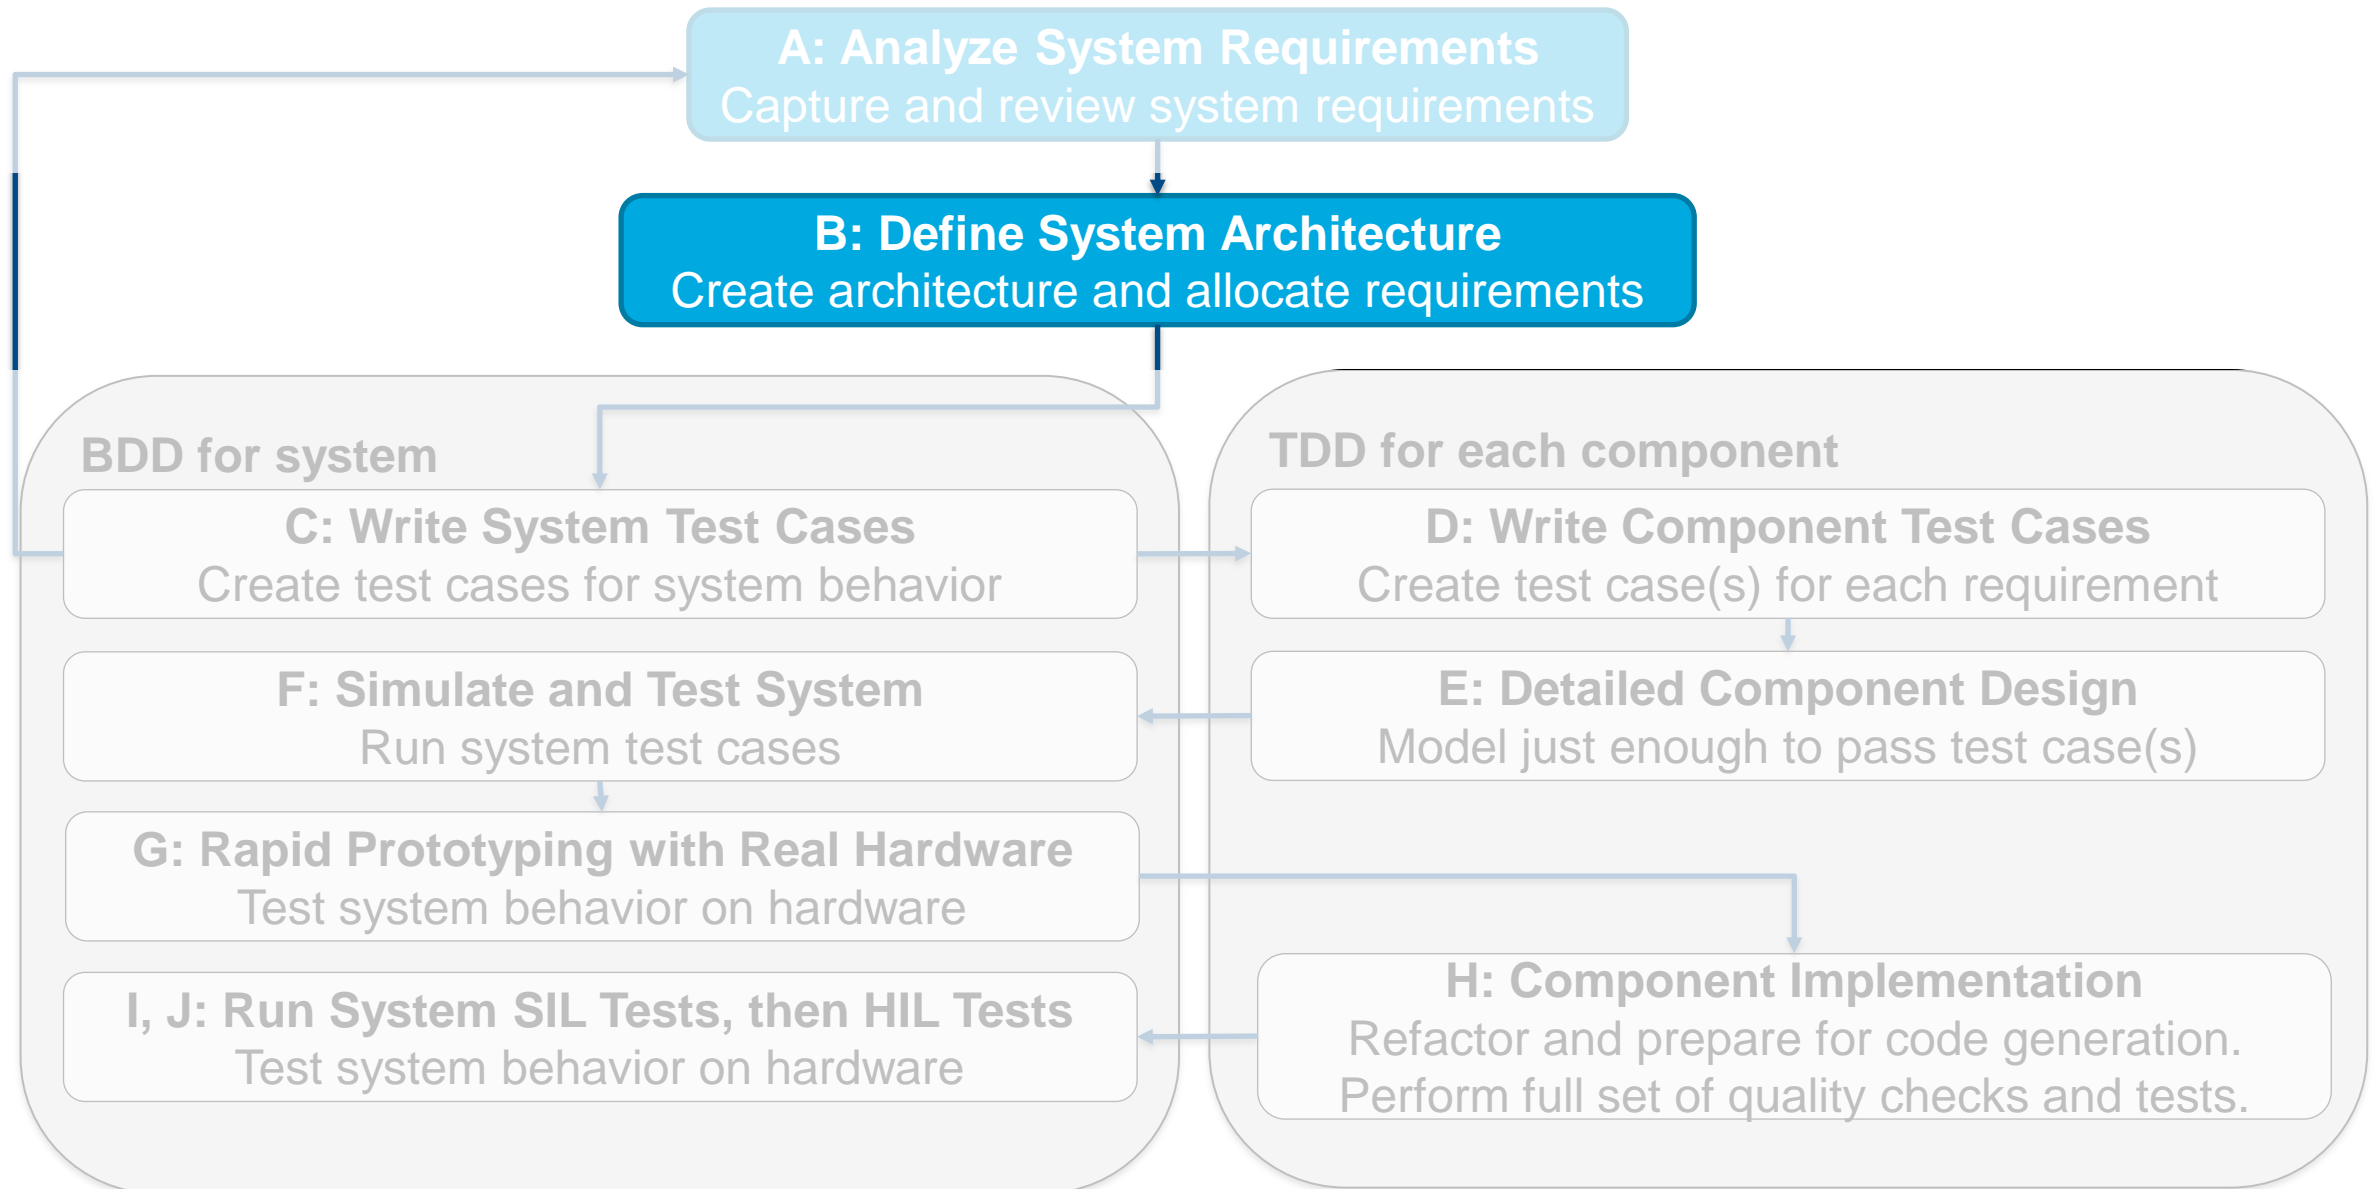 A: Analyze System Requirements
Capture and review system requirements
B: Define System Architecture
Create architecture and allocate requirements
BDD for system
C: Write System Test Cases
Create test cases for system behavior
F: Simulate and Test System
Run system test cases
G: Rapid Prototyping with Real Hardware
Test system behavior on hardware
I, J: Run System SIL Tests, then HIL Tests
Test system behavior on hardware
TDD for each component
D: Write Component Test Cases
Create test case(s) for each requirement
E: Detailed Component Design
Model just enough to pass test case(s)
H: Component Implementation
Refactor and prepare for code generation.
Perform full set of quality checks and tests.